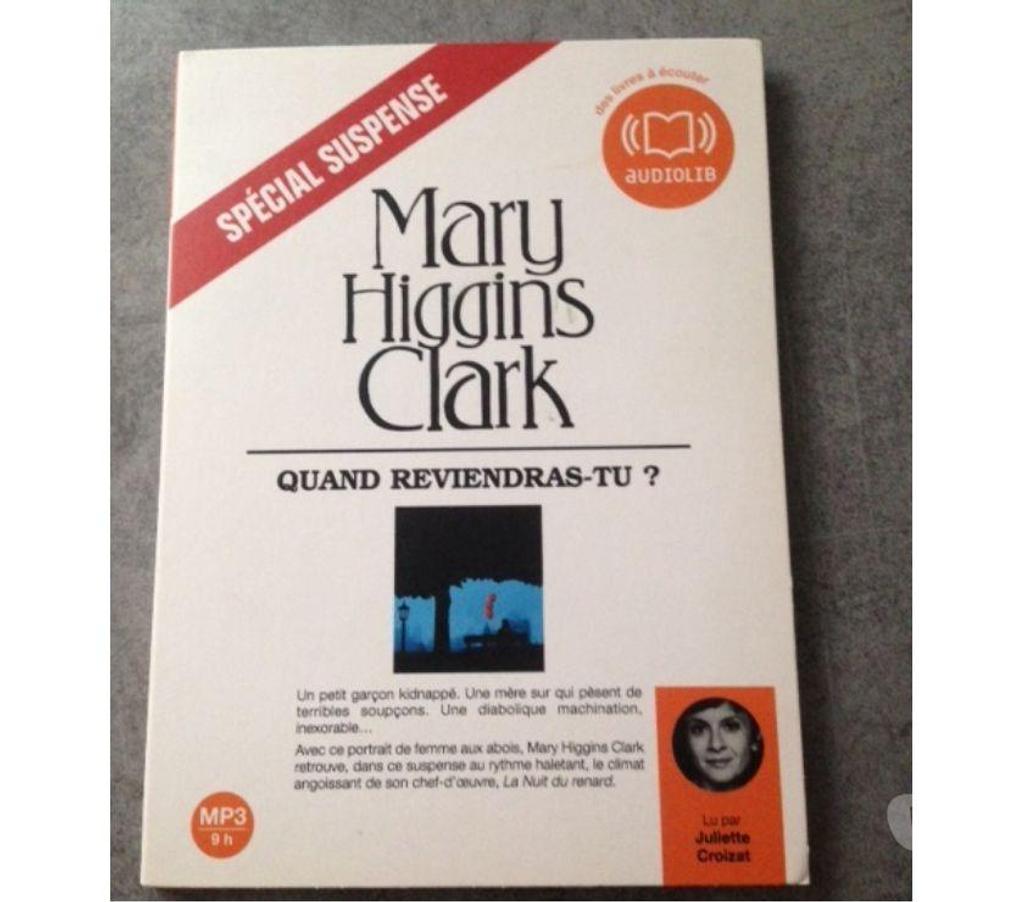 SPÉCIAL SUSPENSE
des livres à écouter
AUDIOLIB
Mary
Higgins
Clark
QUAND REVIENDRAS-TU ?
Un petit garçon kidnappé. Une mère sur qui pèsent de
terribles soupçons. Une diabolique machination,
inexorable...
Avec ce portrait de femme aux abois, Mary Higgins Clark
retrouve, dans ce suspense au rythme haletant, le climat
angoissant de son chef-d'œuvre, La Nuit du renard.
MP3
9 h
Lu par
Juliette
Croizat